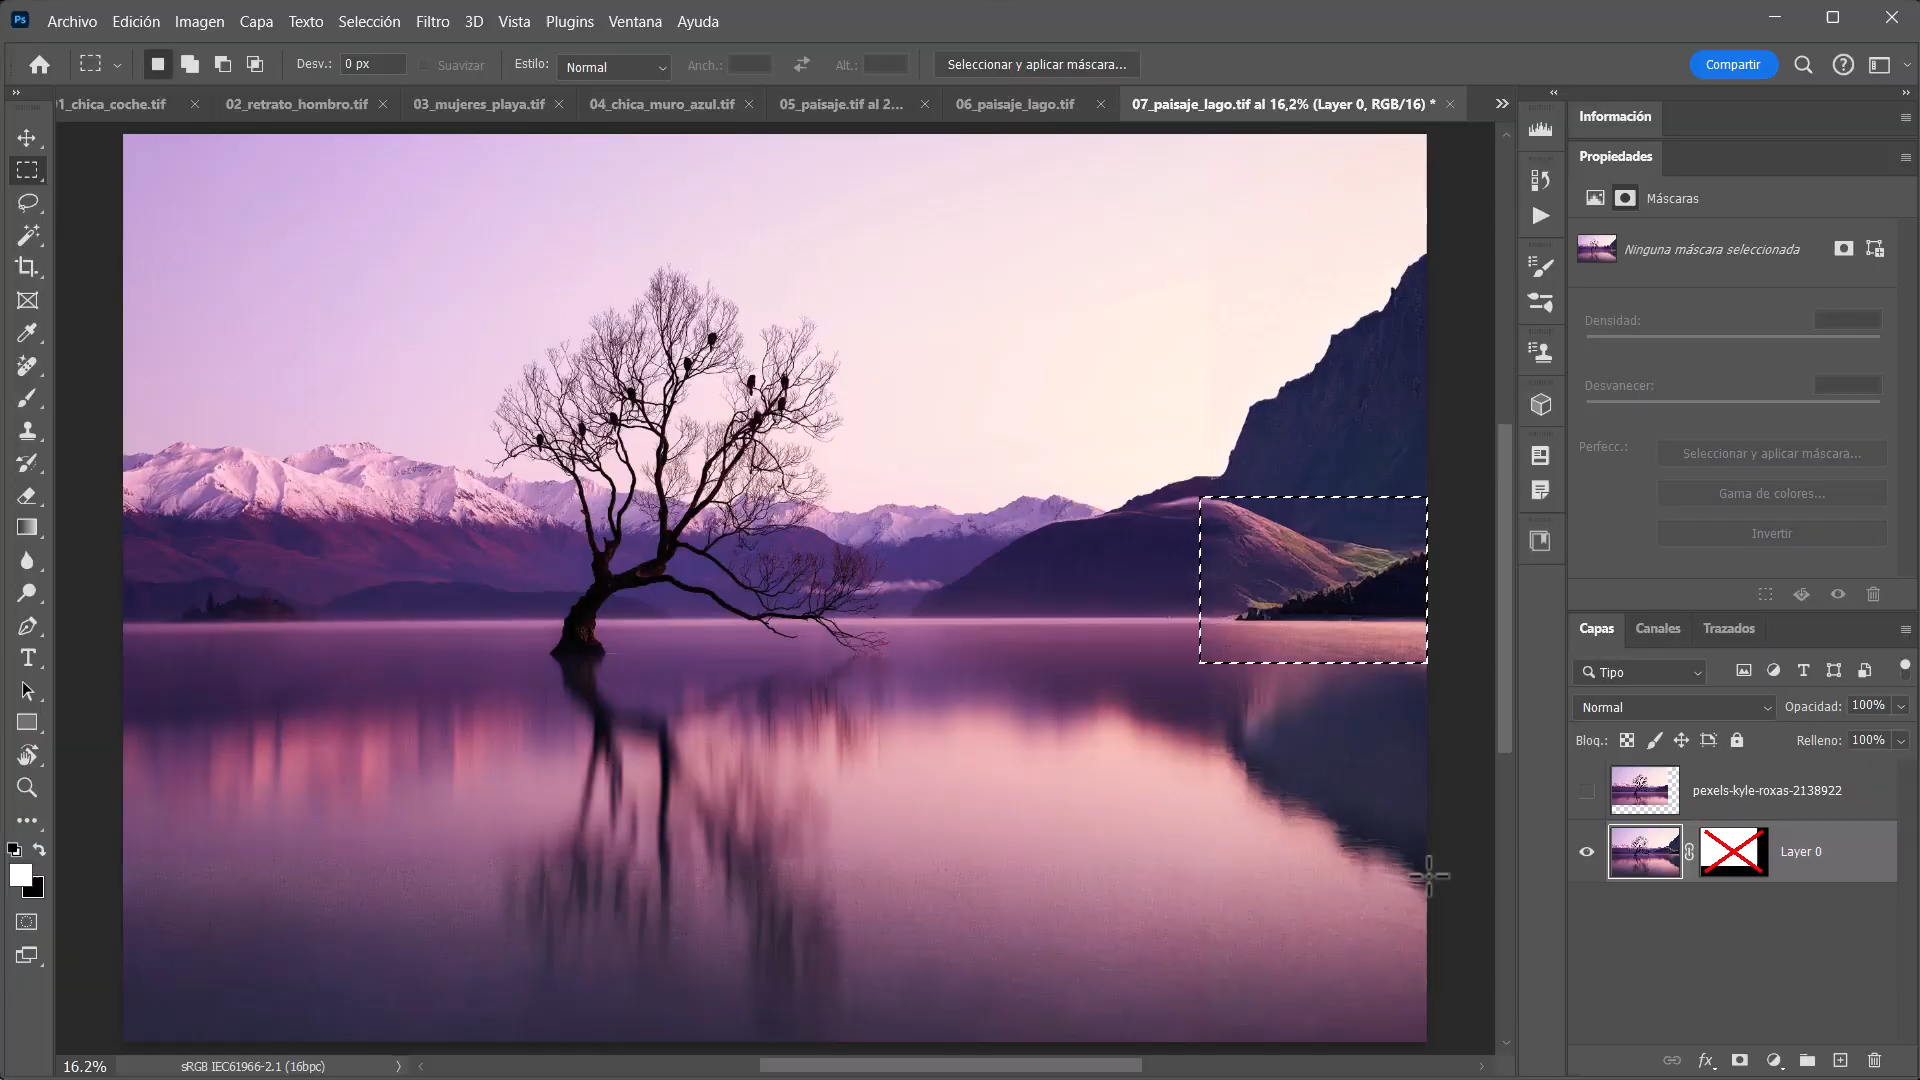 Ps Archivo Edición Imagen Capa Texto Selección Filtro 3D Vista Plugins Ventana Ayuda
Desv.: 0 px Suavizar Estilo: Normal Anch.: Alt.: Seleccionar y aplicar máscara... Compartir
1_chica_coche.tif 02_retrato_hombro.tif 03_mujeres_playa.tif 04_chica_muro_azul.tif 05_paisaje.tif al 2... 06_paisaje_lago.tif 07_paisaje_lago.tif al 16,2% (Layer 0, RGB/16) *
Información
Propiedades
Máscaras
Ninguna máscara seleccionada
Densidad:
Desvanecer:
Perfecc.: Seleccionar y aplicar máscara...
Gama de colores...
Invertir
Capas Canales Trazados
Tipo
Normal Opacidad: 100%
Bloq.: Relleno: 100%
pexels-kyle-roxas-2138922
Layer 0
16.2% sRGB IEC61966-2.1 (16bpc)